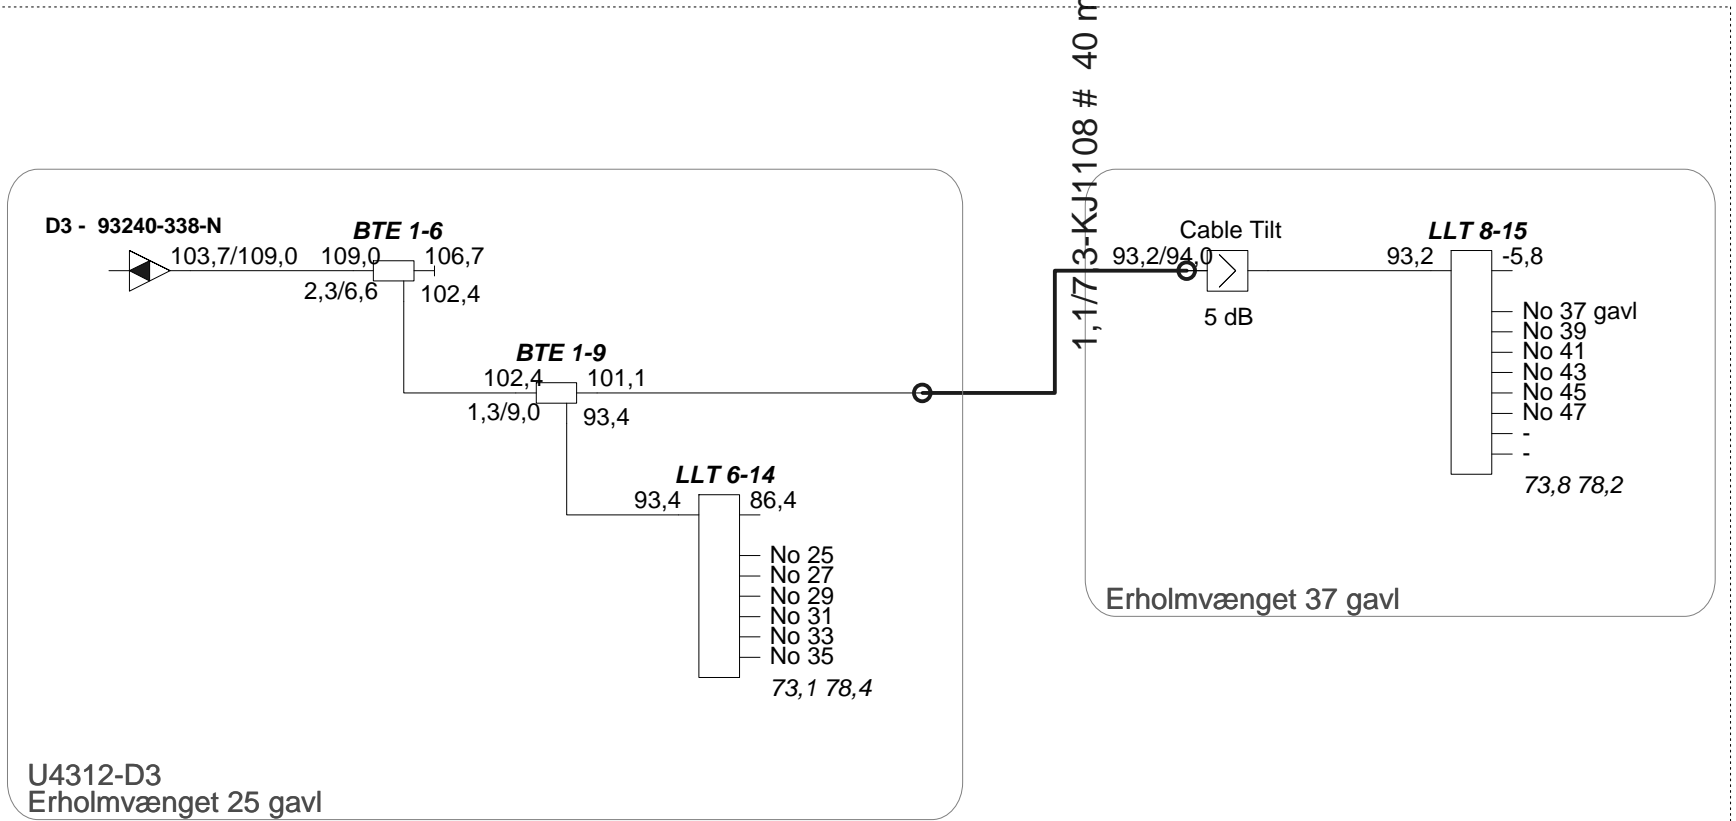 1,1/7,3-KJ1108 #  40 m
D3 -  93240-338-N
103,7/109,0
BTE 1-6
109,0
106,7
2,3/6,6
102,4
BTE 1-9
102,4
101,1
1,3/9,0
93,4
LLT 6-14
93,4
86,4
No 25
No 27
No 29
No 31
No 33
No 35
73,1 78,4
U4312-D3
Erholmvænget 25 gavl
Cable Tilt
93,2/94,0
5 dB
LLT 8-15
93,2
-5,8
No 37 gavl
No 39
No 41
No 43
No 45
No 47
-
-
73,8 78,2
Erholmvænget 37 gavl